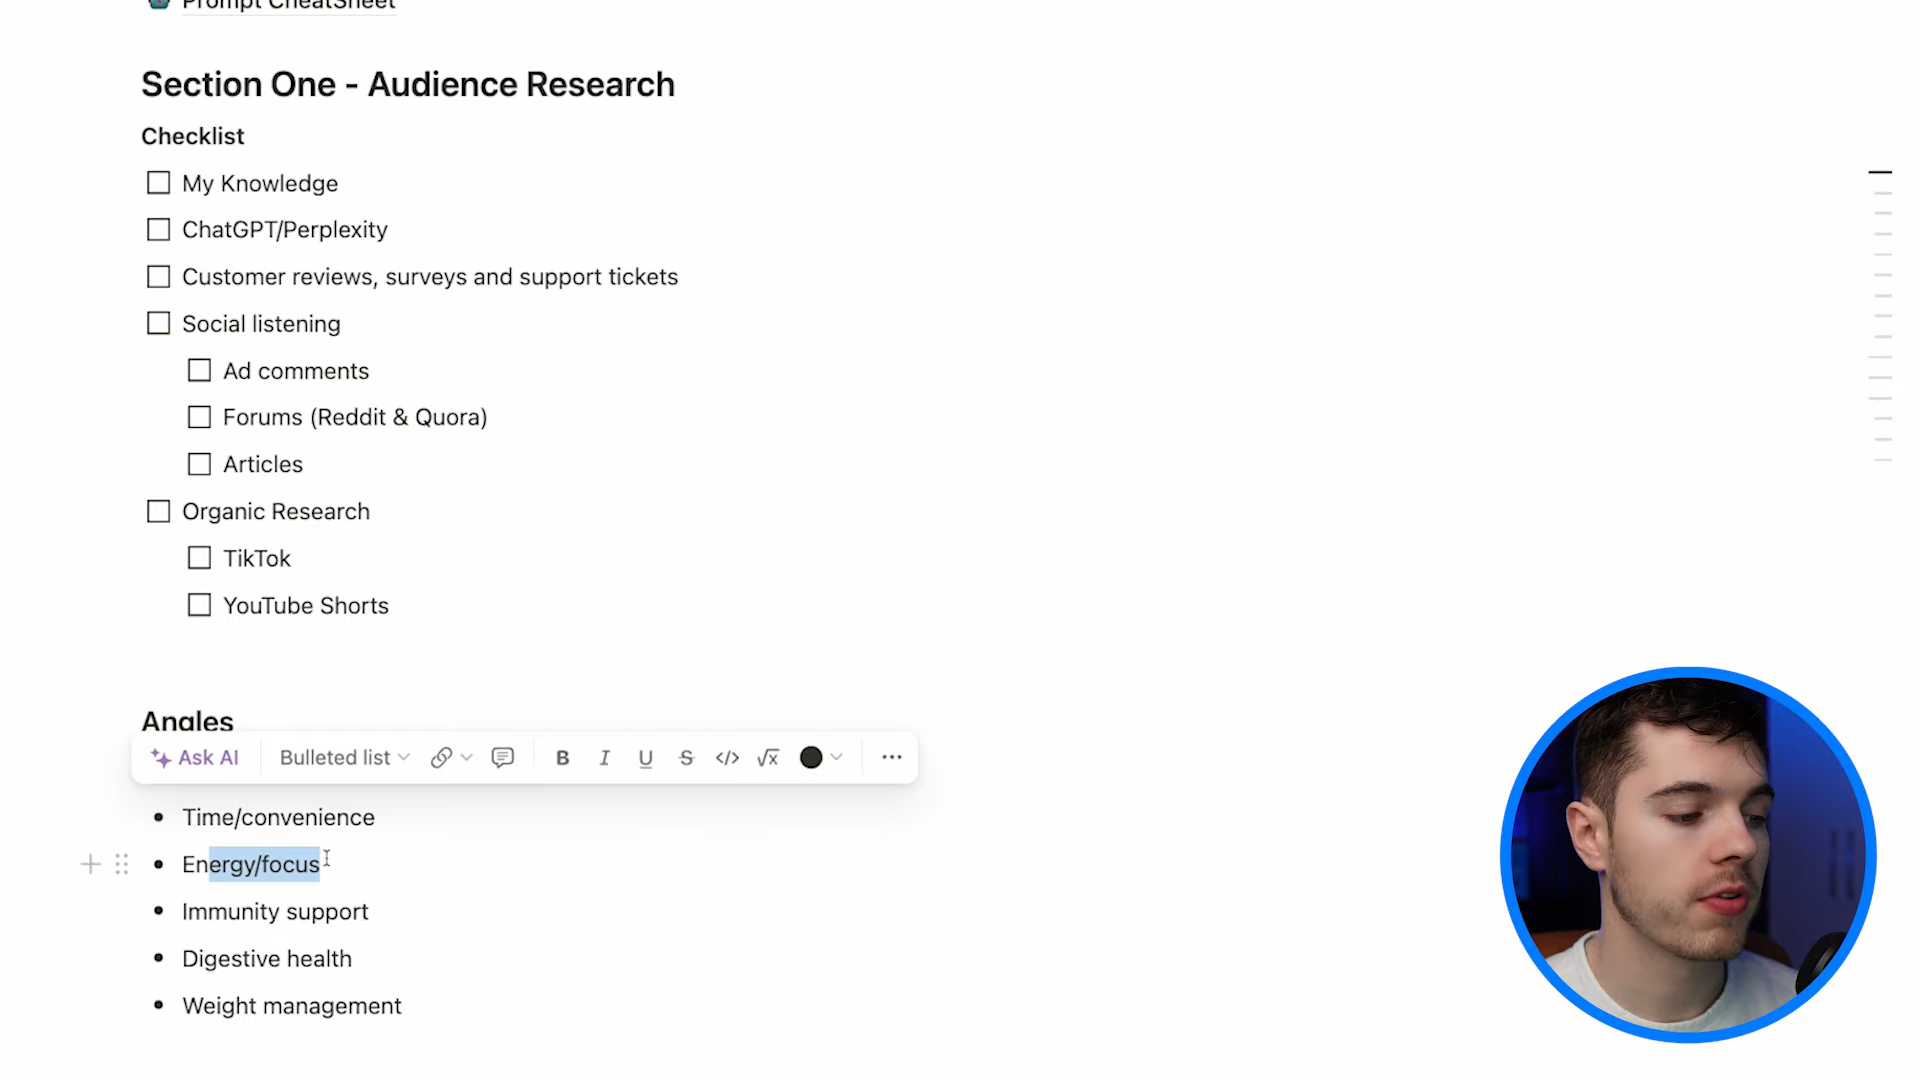 Prompt CheatSheet
Section One - Audience Research
Checklist
My Knowledge
ChatGPT/Perplexity
Customer reviews, surveys and support tickets
Social listening
Ad comments
Forums (Reddit & Quora)
Articles
Organic Research
TikTok
YouTube Shorts
Angles
Ask AI Bulleted list B I U S </> √x ...
Time/convenience
Energy/focus
Immunity support
Digestive health
Weight management